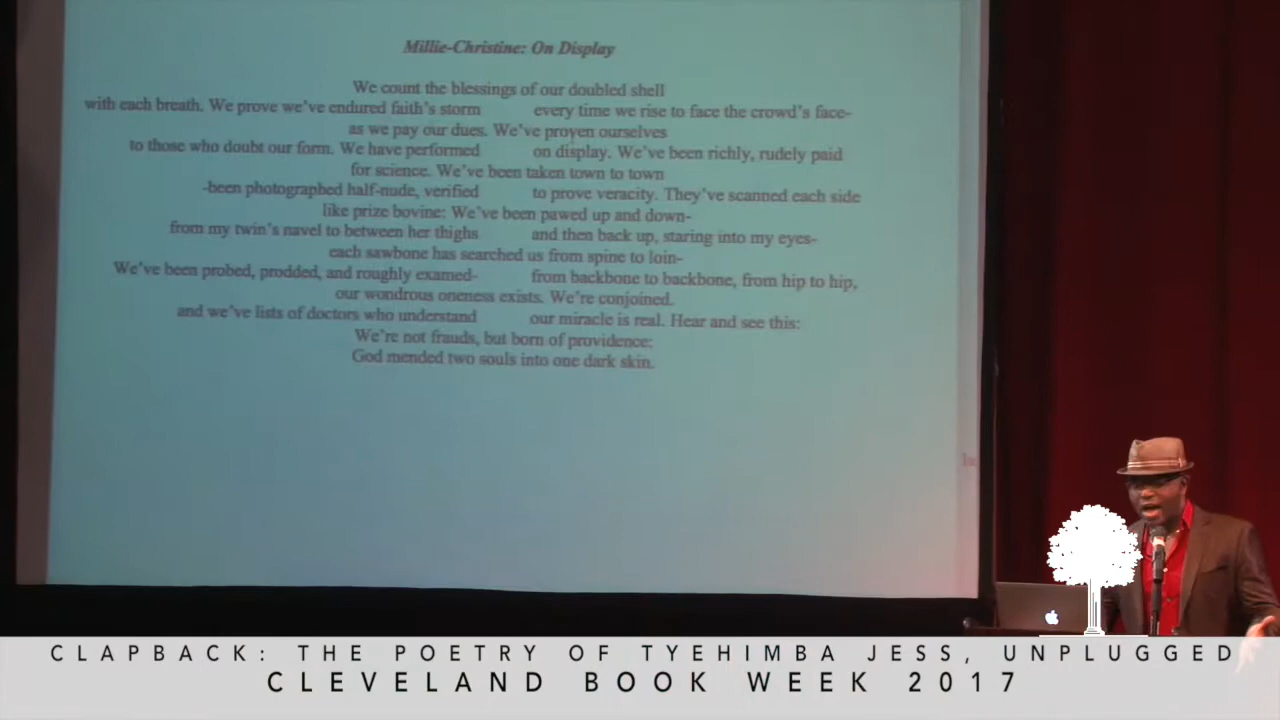 Millie-Christine: On Display
We count the blessings of our doubled shell
with each breath. We prove we've endured faith's storm every time we rise to face the crowd's face-
as we pay our dues. We've proven ourselves
to those who doubt our form. We have performed on display. We've been richly, rudely paid
for science. We've been taken town to town
-been photographed half-nude, verified to prove veracity. They've scanned each side
like prize bovine: We've been pawed up and down-
from my twin's navel to between her thighs and then back up, staring into my eyes-
each sawbone has searched us from spine to loin-
We've been probed, prodded, and roughly examed- from backbone to backbone, from hip to hip,
our wondrous oneness exists. We're conjoined.
and we've lists of doctors who understand our miracle is real. Hear and see this:
We're not frauds, but born of providence:
God mended two souls into one dark skin.
CLAPBACK: THE POETRY OF TYEHIMBA JESS, UNPLUGGED
CLEVELAND BOOK WEEK 2017